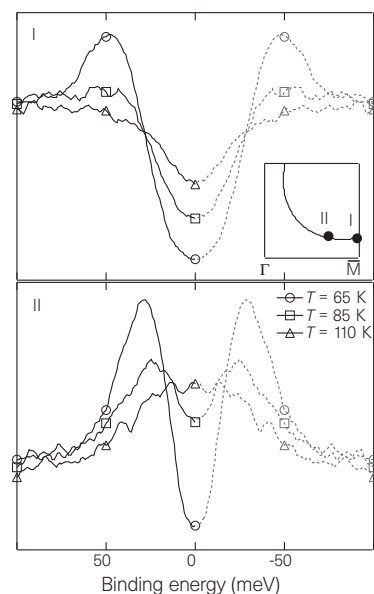 I
II
I
Γ
M̅
II
T = 65 K
T = 85 K
T = 110 K
50
0
-50
Binding energy (meV)